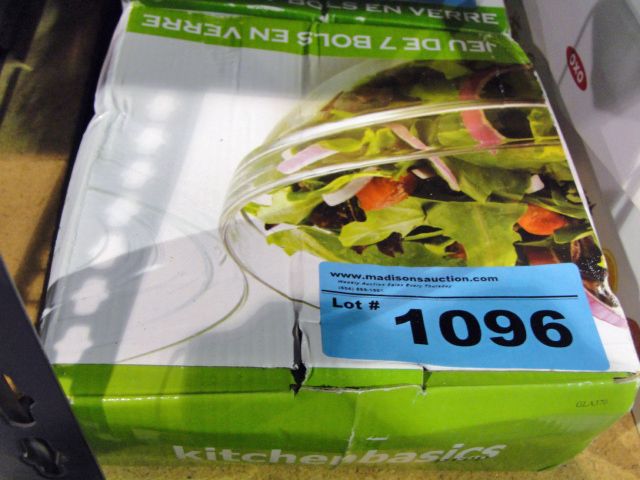 BOLS EN VERRE
JEU DE 7 BOLS EN VERRE
OXO
www.madisonsauction.com
Weekly Auction Sales Every Thursday
Lot # 1096
GLA370
kitchenbasics